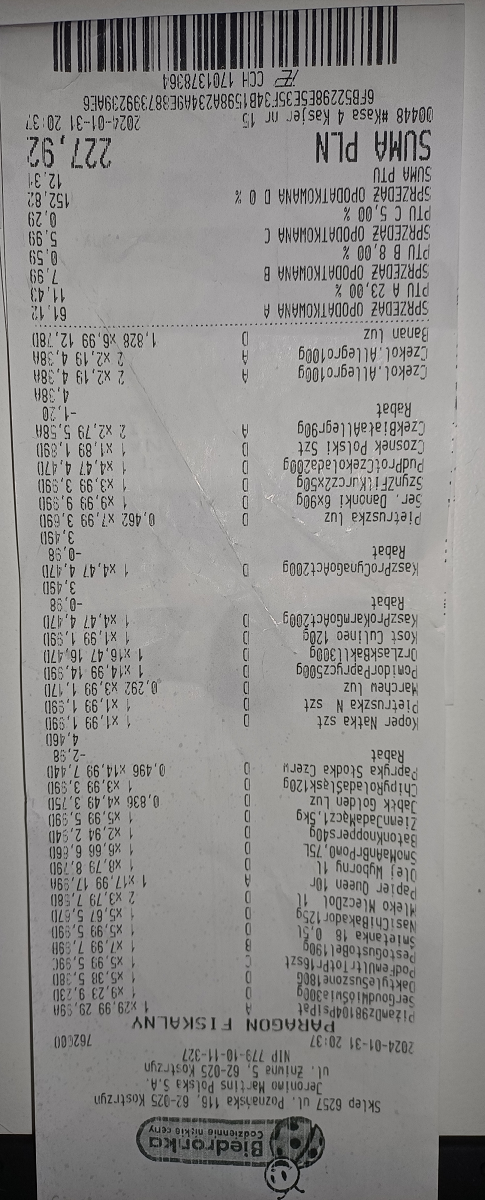 Biedronka
Codziennie niskie ceny
Sklep 6257 ul. Poznańska 116, 62-025 Kostrzyn
Jeronimo Martins Polska S.A.
ul. Żniwna 5, 62-025 Kostrzyn
NIP 779-10-11-327
2024-01-31 20:37
PARAGON FISKALNY
PiżamDz98104PsiPat A 1 x29,99 29,99A
SerGoudWiośWia300g D 1 x9,23 9,23D
DaktyleSuszone180G D 1 x5,38 5,38D
PodPemUltrTotPr16szt C 1 x5,99 5,99C
PestoGustoBel190g B 1 x7,99 7,99B
Śmietanka 18 0,5l D 1 x5,99 5,99D
NasiChiBakador125g D 1 x5,67 5,67D
Mleko MleczDoL 1l D 2 x3,79 7,58D
Papier Queen 10r A 1 x17,99 17,99A
Olej Wyborny 1l D 1 x8,79 8,79D
SmoMaAnBrPom0,75L D 1 x6,66 6,66D
BatonKnoppers40g D 1 x2,94 2,94D
ZiemnJadMącz1,5kg D 1 x5,99 5,99D
Jabłk Golden Luz D 0,836 x4,49 3,75D
ChipyRoladaŚląsk120g D 1 x3,99 3,99D
Papryka Słodka Czerw D 0,496 x14,99 7,44D
Rabat -2,98
4,46D
Koper Natka szt D 1 x1,99 1,99D
Pietruszka N szt D 1 x1,99 1,99D
Marchew luz D 0,292 x3,99 1,17D
PomidorPaprycz500g D 1 x14,99 14,99D
OrzLaskBakll300g D 1 x16,47 16,47D
Kost Culineo 120g D 1 x1,99 1,99D
KaszProKarmGoAct200g D 1 x4,47 4,47D
Rabat -0,98
3,49D
KaszProCynaGoAct200g D 1 x4,47 4,47D
Rabat -0,98
3,49D
Pietruszka luz D 0,462 x7,99 3,69D
Ser. Danonki 6x90g D 1 x9,99 9,99D
SzynZFilKurcz2x50g D 1 x3,99 3,99D
PudProtCzekolada200g D 1 x4,47 4,47D
Czosnek Polski Szt D 1 x1,89 1,89D
CzekBiałaAllegr90g A 2 x2,79 5,58A
Rabat -1,20
4,38A
Czekol.Allegro100g A 2 x2,19 4,38A
Czekol.Allegro100g A 2 x2,19 4,38A
Banan luz D 1,828 x6,99 12,78D
SPRZEDAŻ OPODATKOWANA A 61,12
PTU A 23,00 % 11,43
SPRZEDAŻ OPODATKOWANA B 7,99
PTU B 8,00 % 0,59
SPRZEDAŻ OPODATKOWANA C 5,99
PTU C 5,00 % 0,29
SPRZEDAŻ OPODATKOWANA D 0 % 152,82
SUMA PTU 12,31
SUMA PLN 227,92
00448 #Kasa 4 Kasjer nr 15 2024-01-31 20:37
6FB52298E5E35F34B1598A234A9E387399239AE6
CCH 1701378364